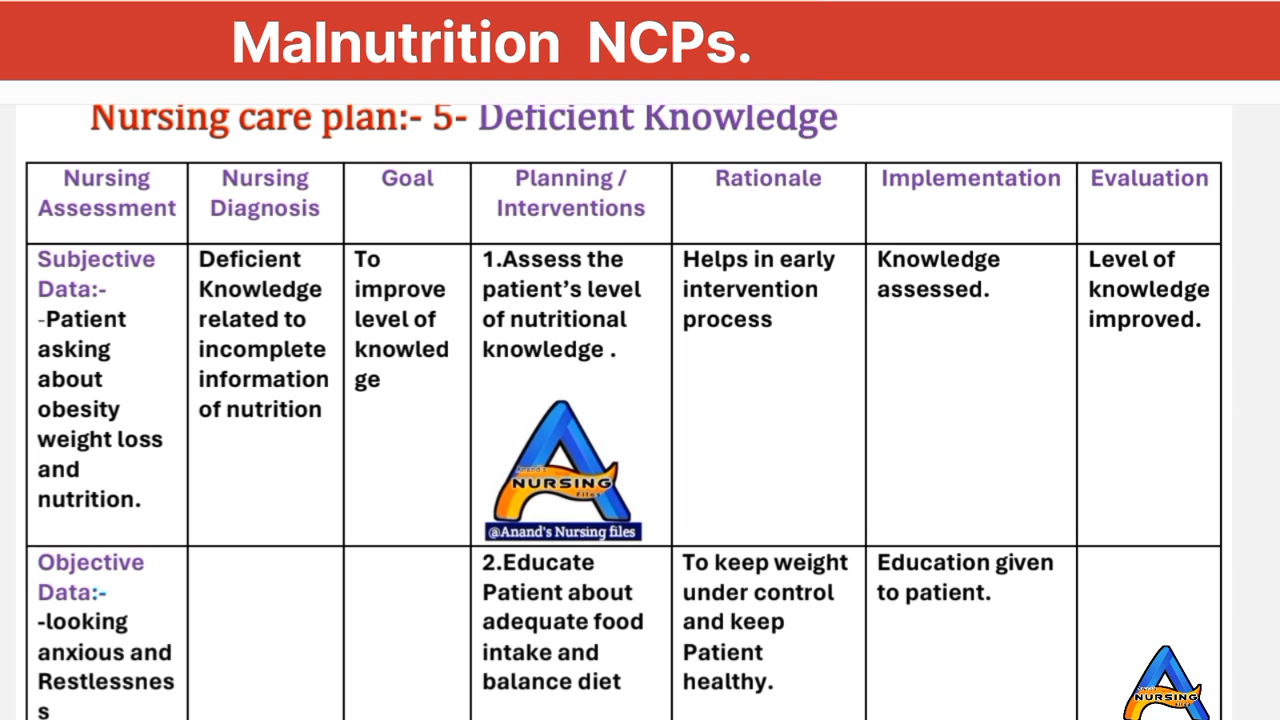 Malnutrition NCPs.
Nursing care plan:- 5- Deficient Knowledge
Nursing
Assessment
Nursing
Diagnosis
Goal
Planning /
Interventions
Rationale
Implementation
Evaluation
Subjective
Data:-
-Patient
asking
about
obesity
weight loss
and
nutrition.
Deficient
Knowledge
related to
incomplete
information
of nutrition
To
improve
level of
knowled
ge
1.Assess the
patient’s level
of nutritional
knowledge .
Anand's
NURSING
Files
@Anand's Nursing files
Helps in early
intervention
process
Knowledge
assessed.
Level of
knowledge
improved.
Objective
Data:-
-looking
anxious and
Restlessnes
s
2.Educate
Patient about
adequate food
intake and
balance diet
To keep weight
under control
and keep
Patient
healthy.
Education given
to patient.
Anand's
NURSING
Files